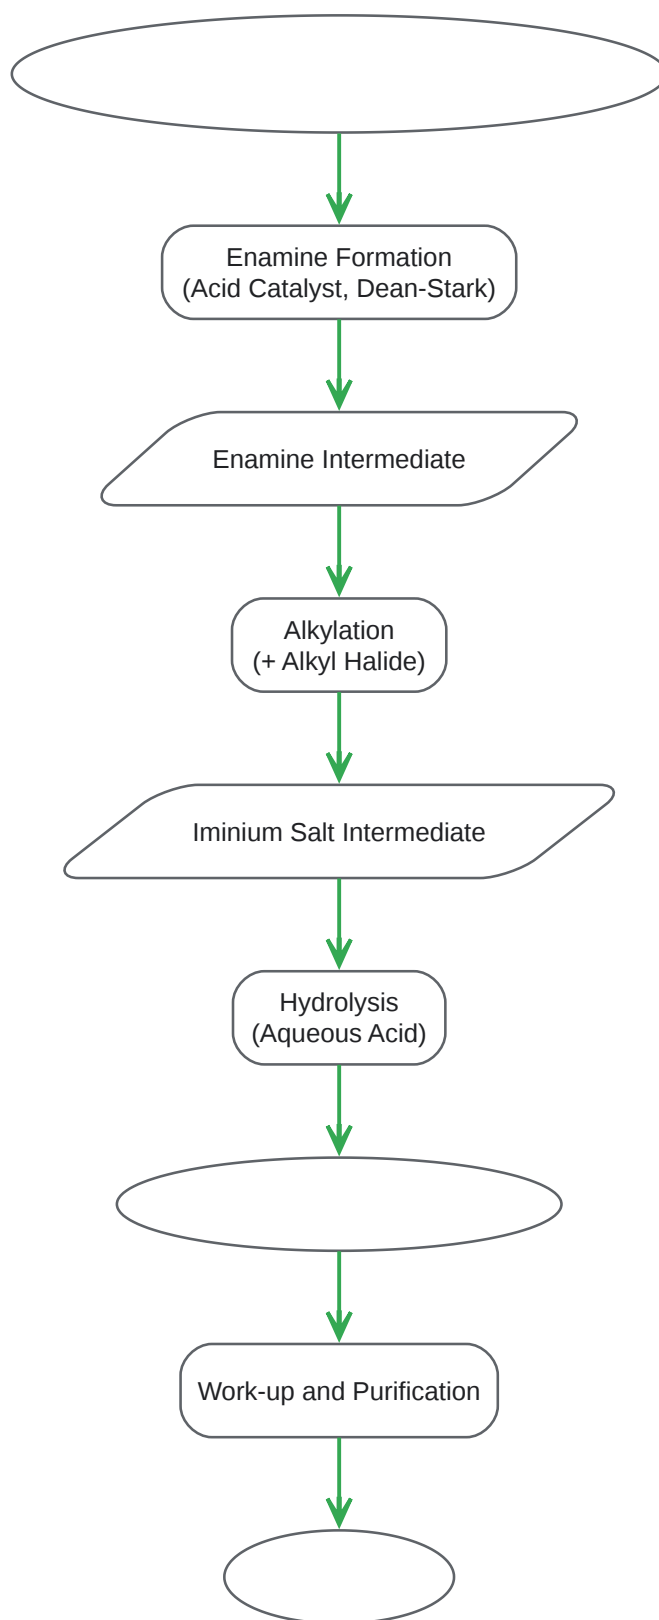 Enamine Formation
(Acid Catalyst, Dean-Stark)
Enamine Intermediate
Alkylation
(+ Alkyl Halide)
Iminium Salt Intermediate
Hydrolysis
(Aqueous Acid)
Work-up and Purification